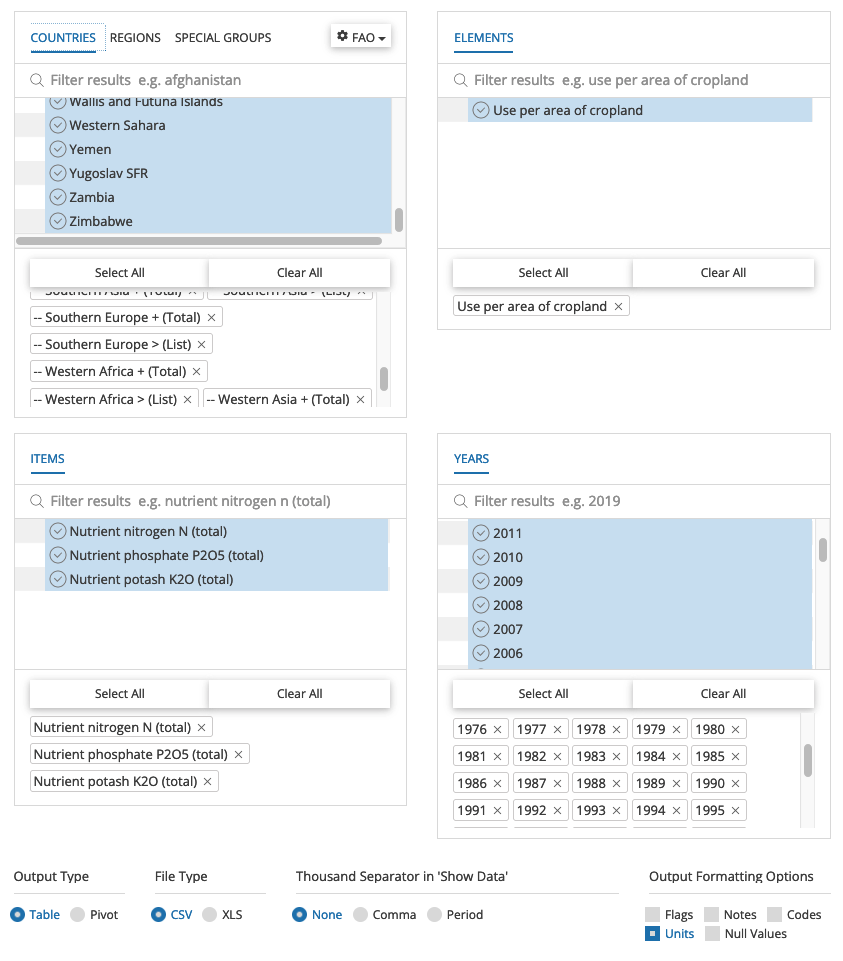 COUNTRIES REGIONS SPECIAL GROUPS FAO
Filter results e.g. afghanistan
Wallis and Futuna Islands
Western Sahara
Yemen
Yugoslav SFR
Zambia
Zimbabwe
Select All Clear All
-- Southern Asia + (Total) × -- Southern Asia > (List) ×
-- Southern Europe + (Total) ×
-- Southern Europe > (List) ×
-- Western Africa + (Total) ×
-- Western Africa > (List) × -- Western Asia + (Total) ×
ELEMENTS
Filter results e.g. use per area of cropland
Use per area of cropland
Select All Clear All
Use per area of cropland ×
ITEMS
Filter results e.g. nutrient nitrogen n (total)
Nutrient nitrogen N (total)
Nutrient phosphate P2O5 (total)
Nutrient potash K2O (total)
Select All Clear All
Nutrient nitrogen N (total) ×
Nutrient phosphate P2O5 (total) ×
Nutrient potash K2O (total) ×
YEARS
Filter results e.g. 2019
2011
2010
2009
2008
2007
2006
Select All Clear All
1976 × 1977 × 1978 × 1979 × 1980 ×
1981 × 1982 × 1983 × 1984 × 1985 ×
1986 × 1987 × 1988 × 1989 × 1990 ×
1991 × 1992 × 1993 × 1994 × 1995 ×
Output Type File Type Thousand Separator in 'Show Data' Output Formatting Options
Table Pivot CSV XLS None Comma Period Flags Notes Codes
Units Null Values